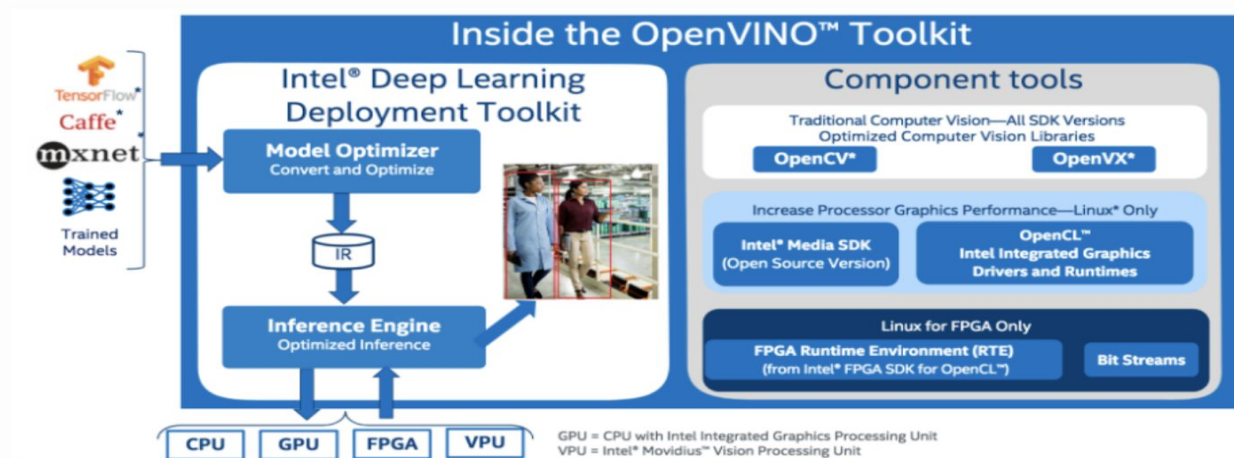 Inside the OpenVINO™ Toolkit
TensorFlow*
Caffe*
mxnet*
Trained
Models
Intel® Deep Learning
Deployment Toolkit
Model Optimizer
Convert and Optimize
IR
Inference Engine
Optimized Inference
CPU
GPU
FPGA
VPU
Component tools
Traditional Computer Vision—All SDK Versions
Optimized Computer Vision Libraries
OpenCV*
OpenVX*
Increase Processor Graphics Performance—Linux* Only
Intel® Media SDK
(Open Source Version)
OpenCL™
Intel Integrated Graphics
Drivers and Runtimes
Linux for FPGA Only
FPGA Runtime Environment (RTE)
(from Intel® FPGA SDK for OpenCL™)
Bit Streams
GPU = CPU with Intel Integrated Graphics Processing Unit
VPU = Intel® Movidius™ Vision Processing Unit